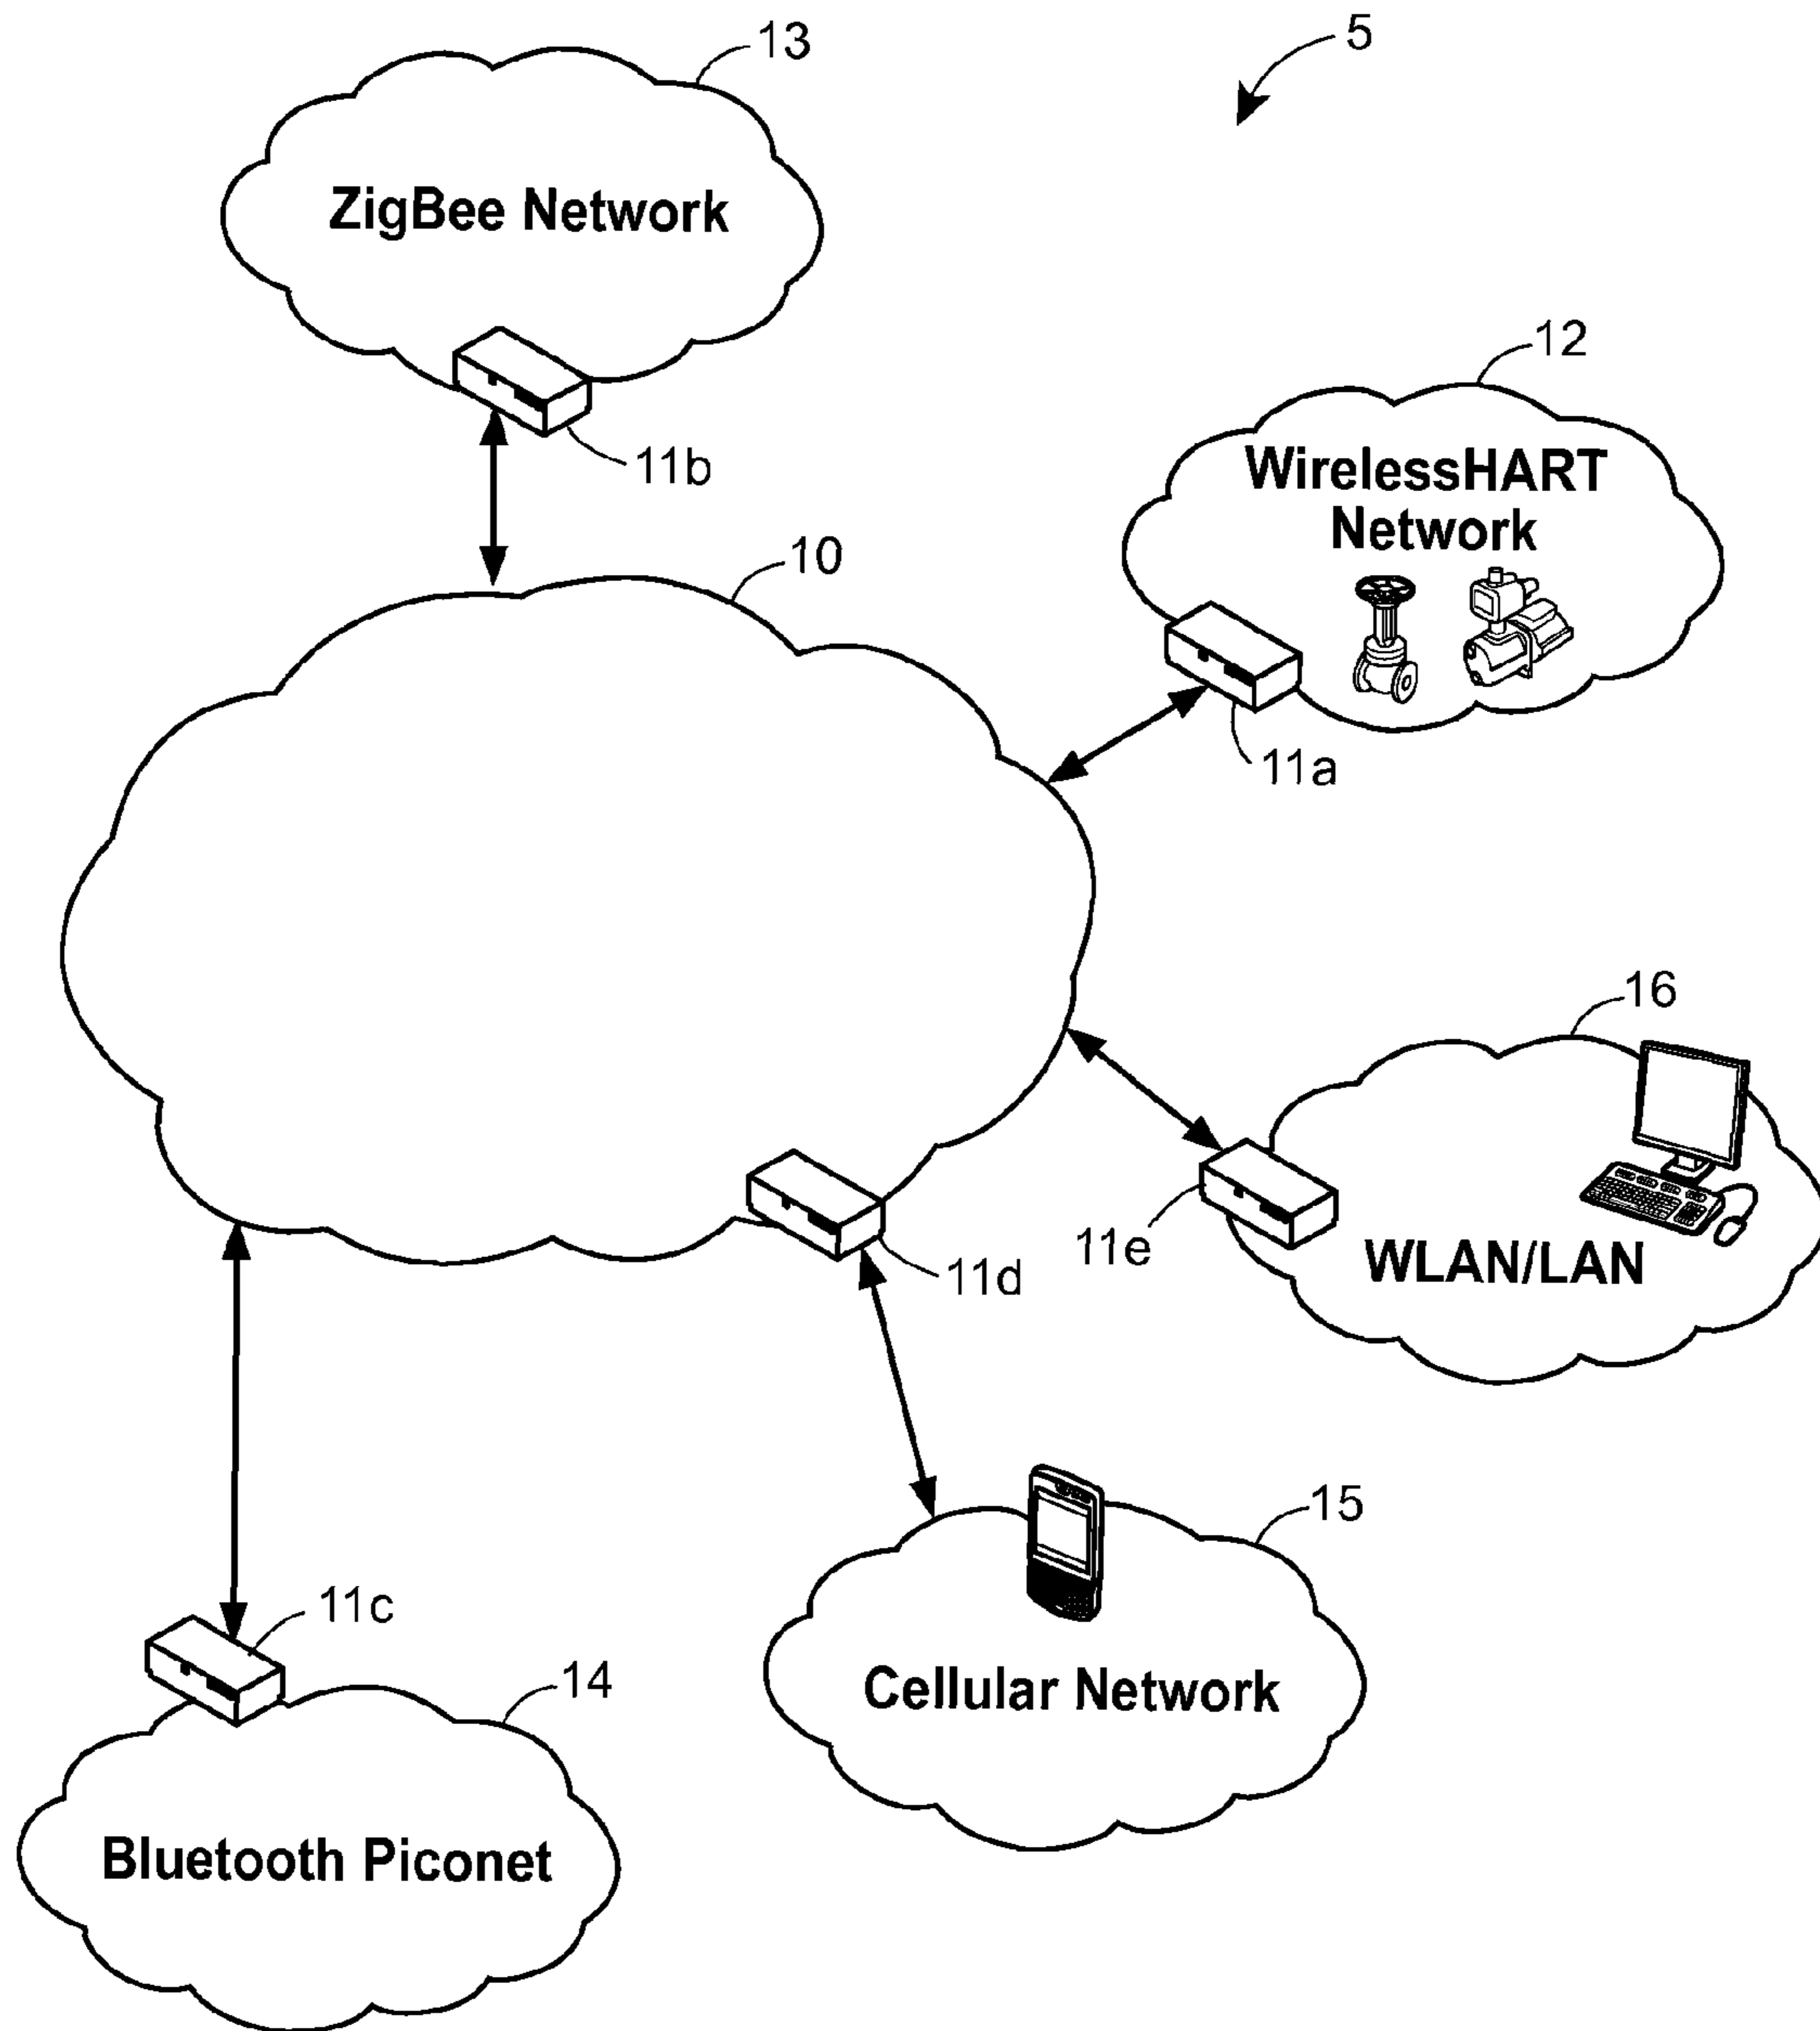 5
13
ZigBee Network
12
11b
WirelessHART
Network
10
11a
16
11e
WLAN/LAN
11d
15
11c
14
Cellular Network
Bluetooth Piconet